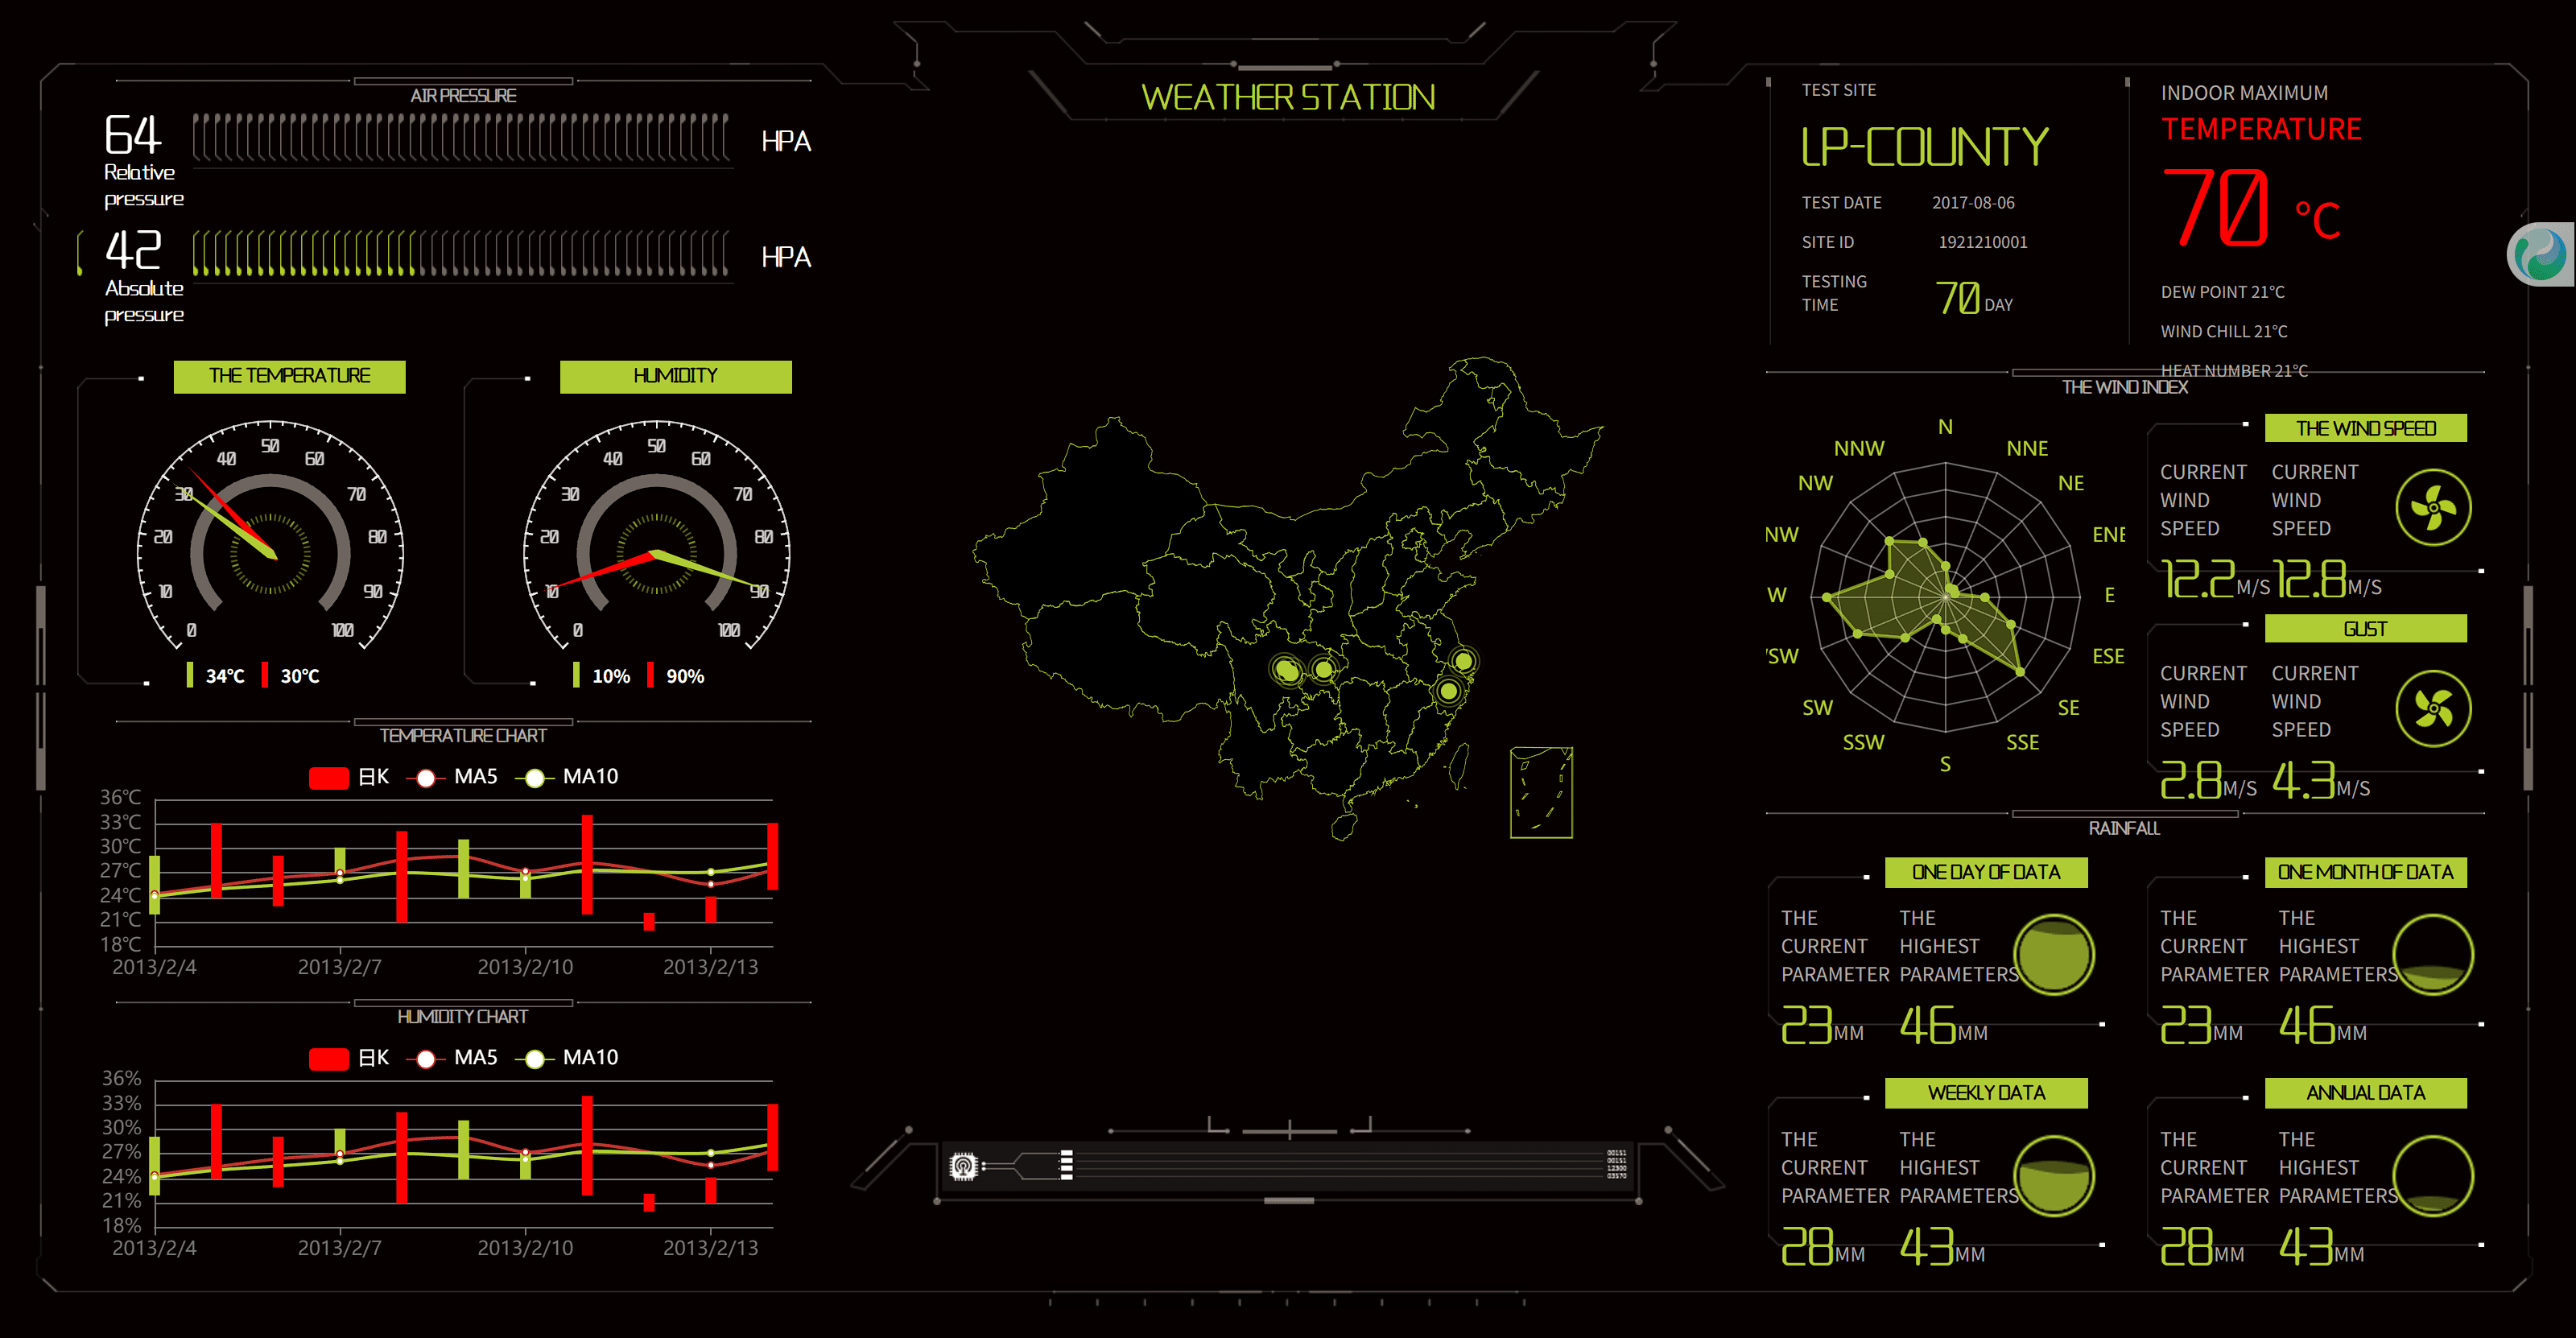 WEATHER STATION
AIR PRESSURE
64
Relative
pressure
HPA
42
Absolute
pressure
HPA
THE TEMPERATURE
0
10
20
30
40
50
60
70
80
90
100
34℃
30℃
HUMIDITY
0
10
20
30
40
50
60
70
80
90
100
10%
90%
TEMPERATURE CHART
日K
MA5
MA10
36℃
33℃
30℃
27℃
24℃
21℃
18℃
2013/2/4 2013/2/7 2013/2/10 2013/2/13
HUMIDITY CHART
日K
MA5
MA10
36%
33%
30%
27%
24%
21%
18%
2013/2/4 2013/2/7 2013/2/10 2013/2/13
00151
00151
12300
03570
TEST SITE
LP-COUNTY
TEST DATE 2017-08-06
SITE ID 1921210001
TESTING
TIME
70 DAY
INDOOR MAXIMUM
TEMPERATURE
70 ℃
DEW POINT 21℃
WIND CHILL 21℃
HEAT NUMBER 21℃
THE WIND INDEX
N
NNE
NE
ENE
E
ESE
SE
SSE
S
SSW
SW
SW
W
NW
NW
NNW
THE WIND SPEED
CURRENT
WIND
SPEED
12.2 M/S
CURRENT
WIND
SPEED
12.8 M/S
GUST
CURRENT
WIND
SPEED
2.8 M/S
CURRENT
WIND
SPEED
4.3 M/S
RAINFALL
ONE DAY OF DATA
THE
CURRENT
PARAMETER
23 MM
THE
HIGHEST
PARAMETERS
46 MM
ONE MONTH OF DATA
THE
CURRENT
PARAMETER
23 MM
THE
HIGHEST
PARAMETERS
46 MM
WEEKLY DATA
THE
CURRENT
PARAMETER
28 MM
THE
HIGHEST
PARAMETERS
43 MM
ANNUAL DATA
THE
CURRENT
PARAMETER
28 MM
THE
HIGHEST
PARAMETERS
43 MM